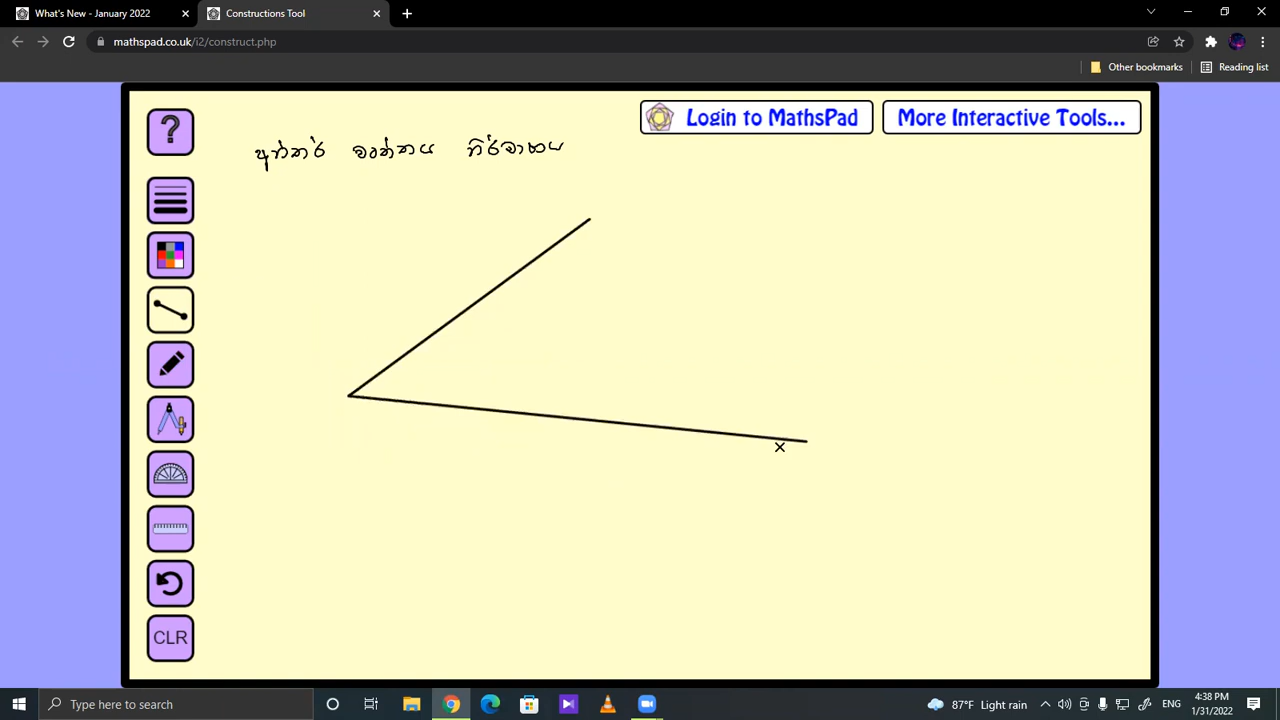 What's New - January 2022
Constructions Tool
mathspad.co.uk/i2/construct.php
Other bookmarks
Reading list
?
Login to MathsPad
More Interactive Tools...
අන්තර් වෘත්තය නිර්මාණය
CLR
Type here to search
87°F Light rain
ENG
4:38 PM
1/31/2022